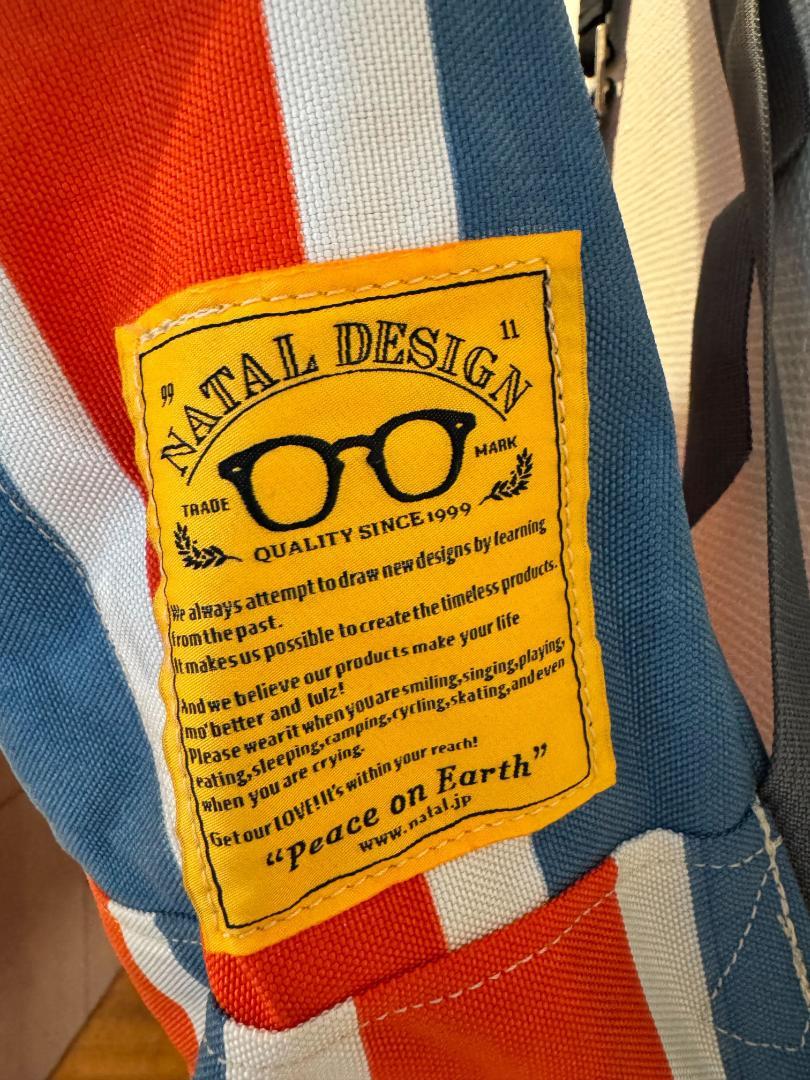 99 NATAL DESIGN 11
TRADE MARK
QUALITY SINCE 1999
We always attempt to draw new designs by learning
from the past.
It makes us possible to create the timeless products.
And we believe our products make your life
mo' better and lulz!
Please wear it when you are smiling,singing,playing,
eating,sleeping,camping,cycling,skating,and even
when you are crying.
Get our LOVE! It's within your reach!
"Peace on Earth"
www.natal.jp